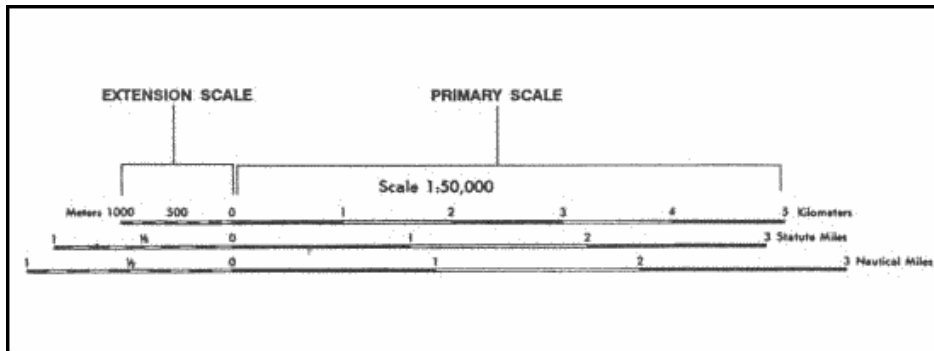 EXTENSION SCALE PRIMARY SCALE
Scale 1:50,000
Meters 1000 500 0 1 2 3 4 5 Kilometers
1 ½ 0 1 2 3 Statute Miles
1 ½ 0 1 2 3 Nautical Miles